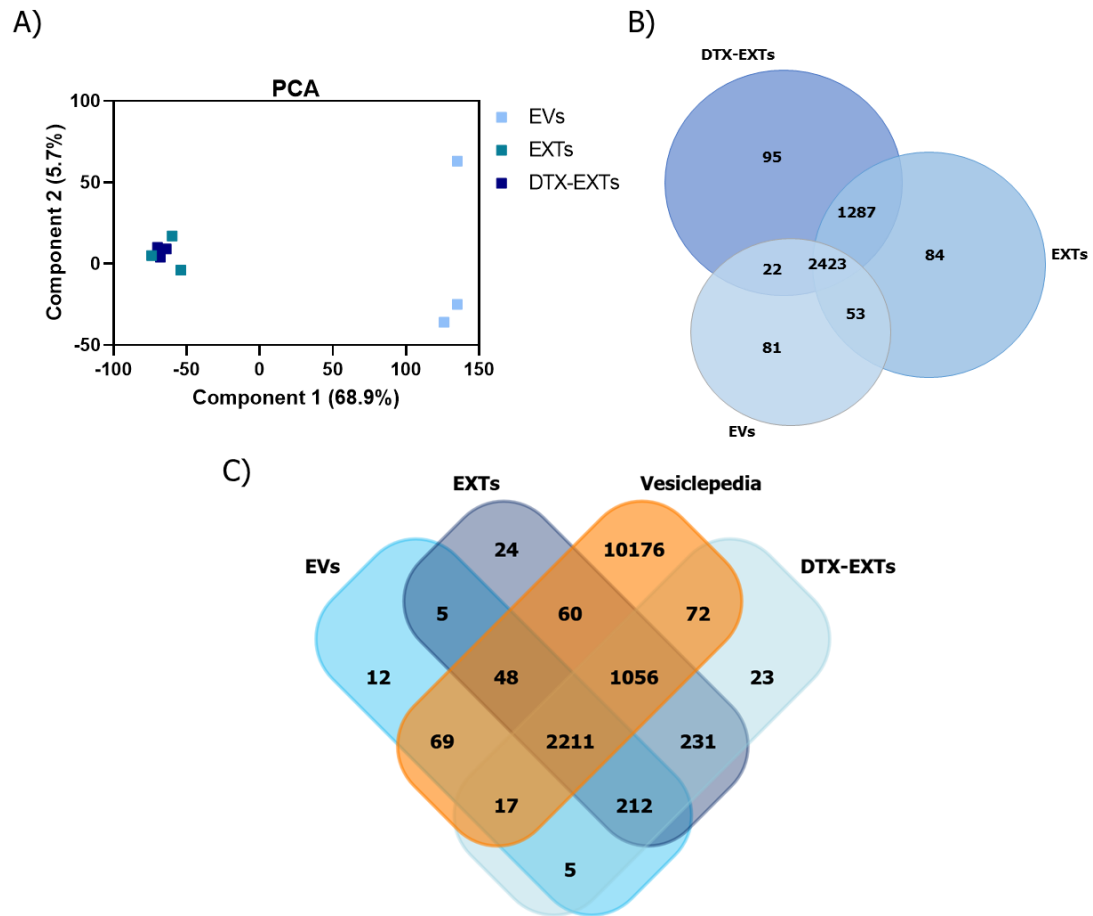 A)
PCA
100
50
0
-50
-100
-50
0
50
100
150
Component 2 (5.7%)
Component 1 (68.9%)
EVs
EXTs
DTX-EXTs
B)
DTX-EXTs
95
1287
EXTs
84
22
2423
53
81
EVs
C)
EXTs
Vesiclepedia
EVs
DTX-EXTs
24
10176
5
60
72
12
48
1056
23
69
2211
231
17
212
5